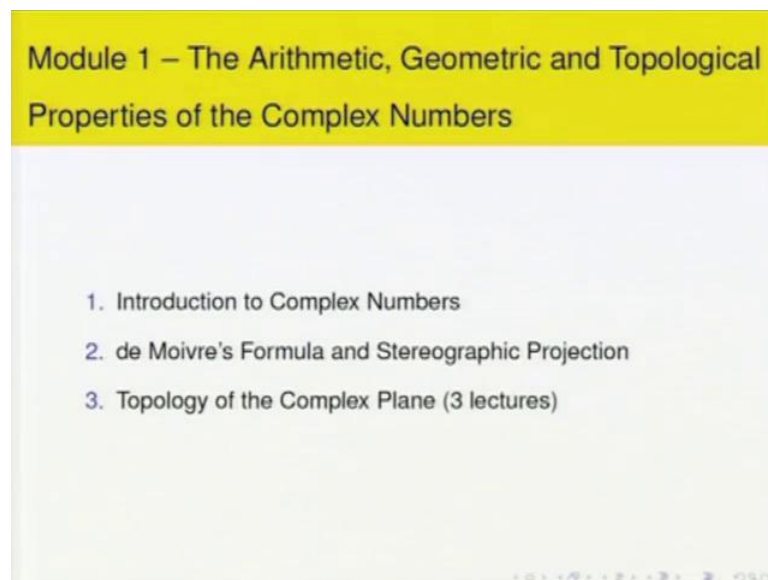 Module 1 – The Arithmetic, Geometric and Topological
Properties of the Complex Numbers
1. Introduction to Complex Numbers
2. de Moivre's Formula and Stereographic Projection
3. Topology of the Complex Plane (3 lectures)